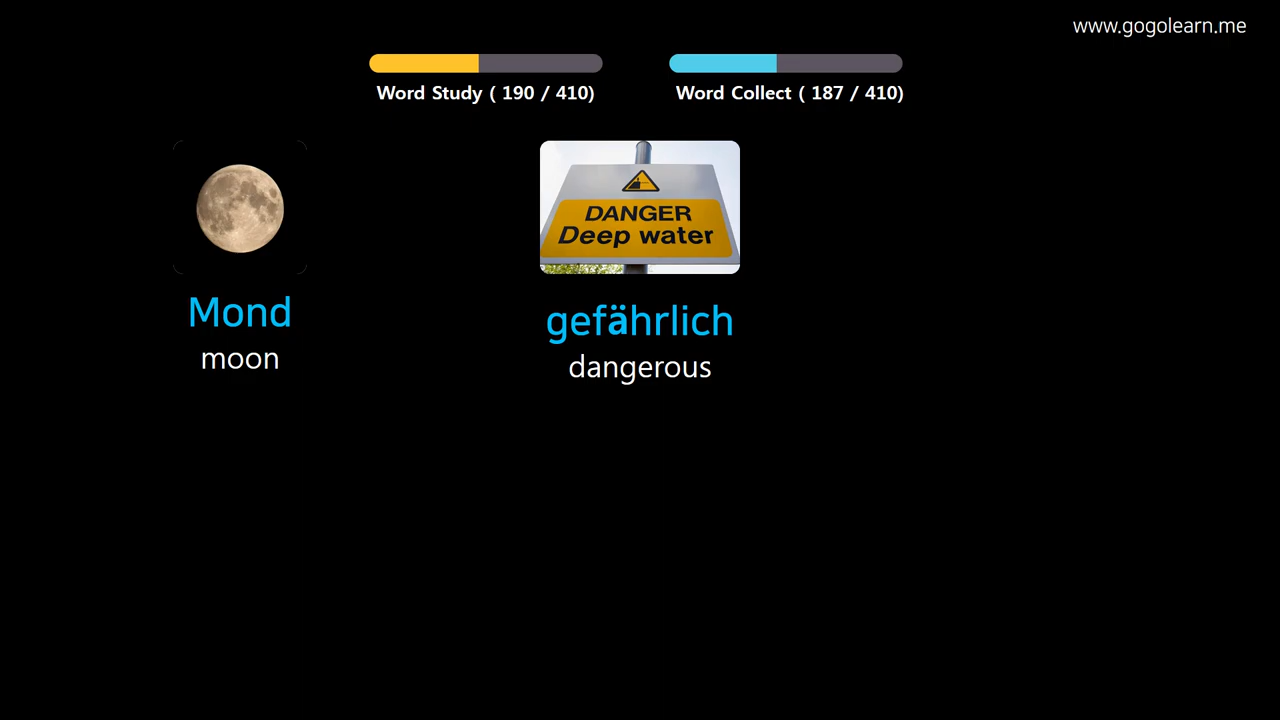 www.gogolearn.me
Word Study ( 190 / 410)
Word Collect ( 187 / 410)
DANGER
Deep water
Mond
moon
gefährlich
dangerous